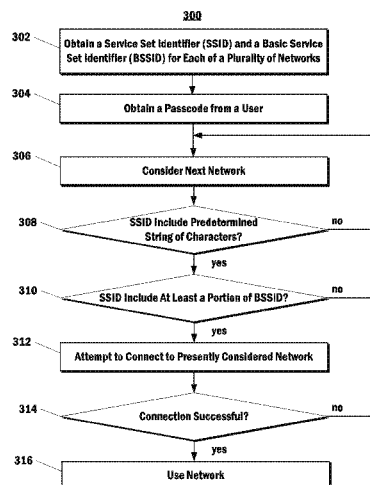 300
302
Obtain a Service Set Identifier (SSID) and a Basic Service
Set Identifier (BSSID) for Each of a Plurality of Networks
304
Obtain a Passcode from a User
306
Consider Next Network
308
SSID Include Predetermined
String of Characters?
no
yes
310
SSID Include At Least a Portion of BSSID?
no
yes
312
Attempt to Connect to Presently Considered Network
314
Connection Successful?
no
yes
316
Use Network